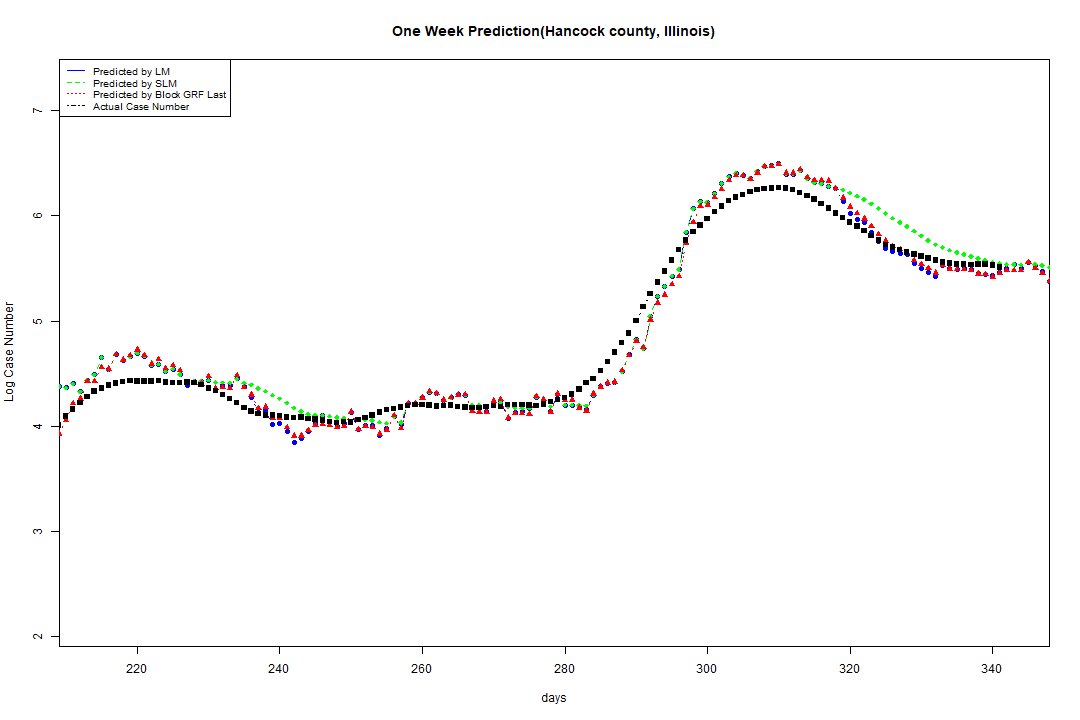 One Week Prediction(Hancock county, Illinois)
Predicted by LM
Predicted by SLM
Predicted by Block GRF Last
Actual Case Number
7
6
5
4
3
2
Log Case Number
220 240 260 280 300 320 340
days